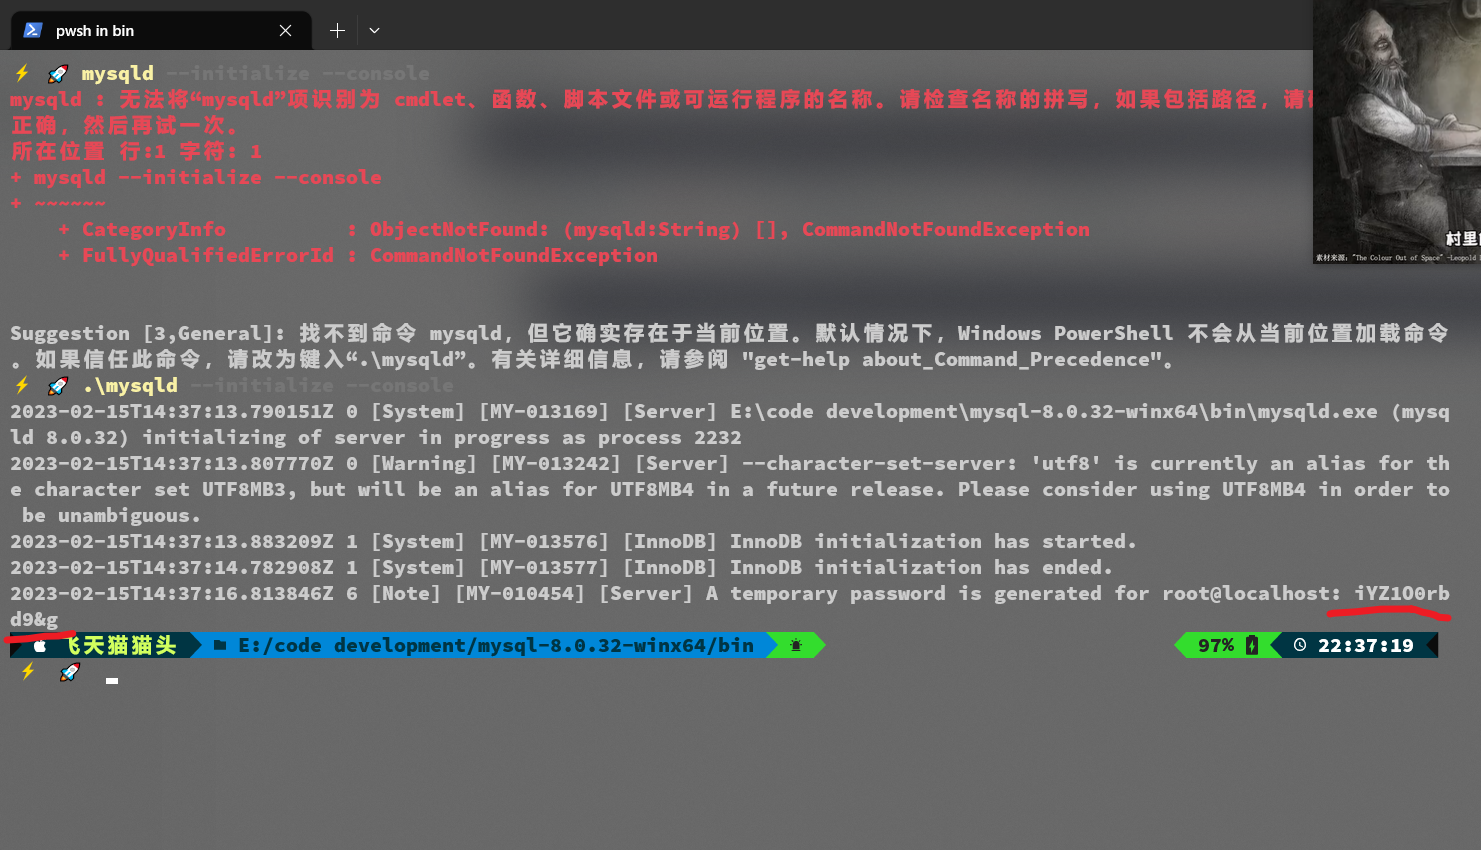 pwsh in bin
mysqld --initialize --console
mysqld : 无法将“mysqld”项识别为 cmdlet、函数、脚本文件或可运行程序的名称。请检查名称的拼写，如果包括路径，请
正确，然后再试一次。
所在位置 行:1 字符: 1
+ mysqld --initialize --console
+ ~~~~~~
    + CategoryInfo          : ObjectNotFound: (mysqld:String) [], CommandNotFoundException
    + FullyQualifiedErrorId : CommandNotFoundException
村里
素材来源："The Colour Out of Space" -Leopold
Suggestion [3,General]: 找不到命令 mysqld，但它确实存在于当前位置。默认情况下，Windows PowerShell 不会从当前位置加载命令
。如果信任此命令，请改为键入“.\mysqld”。有关详细信息，请参阅 "get-help about_Command_Precedence"。
.\mysqld --initialize --console
2023-02-15T14:37:13.790151Z 0 [System] [MY-013169] [Server] E:\code development\mysql-8.0.32-winx64\bin\mysqld.exe (mysq
ld 8.0.32) initializing of server in progress as process 2232
2023-02-15T14:37:13.807770Z 0 [Warning] [MY-013242] [Server] --character-set-server: 'utf8' is currently an alias for th
e character set UTF8MB3, but will be an alias for UTF8MB4 in a future release. Please consider using UTF8MB4 in order to
 be unambiguous.
2023-02-15T14:37:13.883209Z 1 [System] [MY-013576] [InnoDB] InnoDB initialization has started.
2023-02-15T14:37:14.782908Z 1 [System] [MY-013577] [InnoDB] InnoDB initialization has ended.
2023-02-15T14:37:16.813846Z 6 [Note] [MY-010454] [Server] A temporary password is generated for root@localhost: iYZ1O0rb
d9&g
飞天猫猫头 E:/code development/mysql-8.0.32-winx64/bin 97% 22:37:19